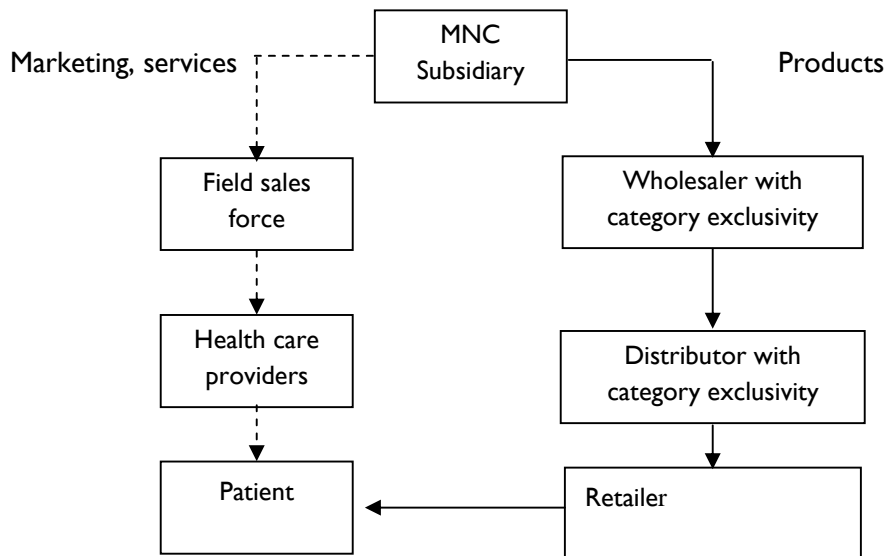 MNC
Subsidiary
Marketing, services
Products
Field sales
force
Wholesaler with
category exclusivity
Health care
providers
Distributor with
category exclusivity
Patient
Retailer